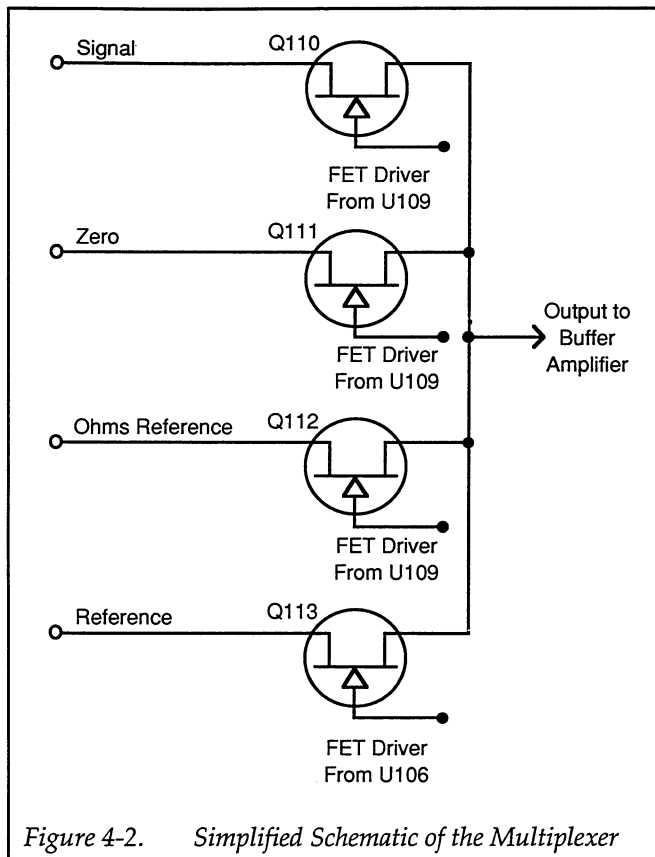 Signal
Q110
FET Driver
From U109
Zero
Q111
FET Driver
From U109
Output to
Buffer
Amplifier
Ohms Reference
Q112
FET Driver
From U109
Reference
Q113
FET Driver
From U106
Figure 4-2. Simplified Schematic of the Multiplexer